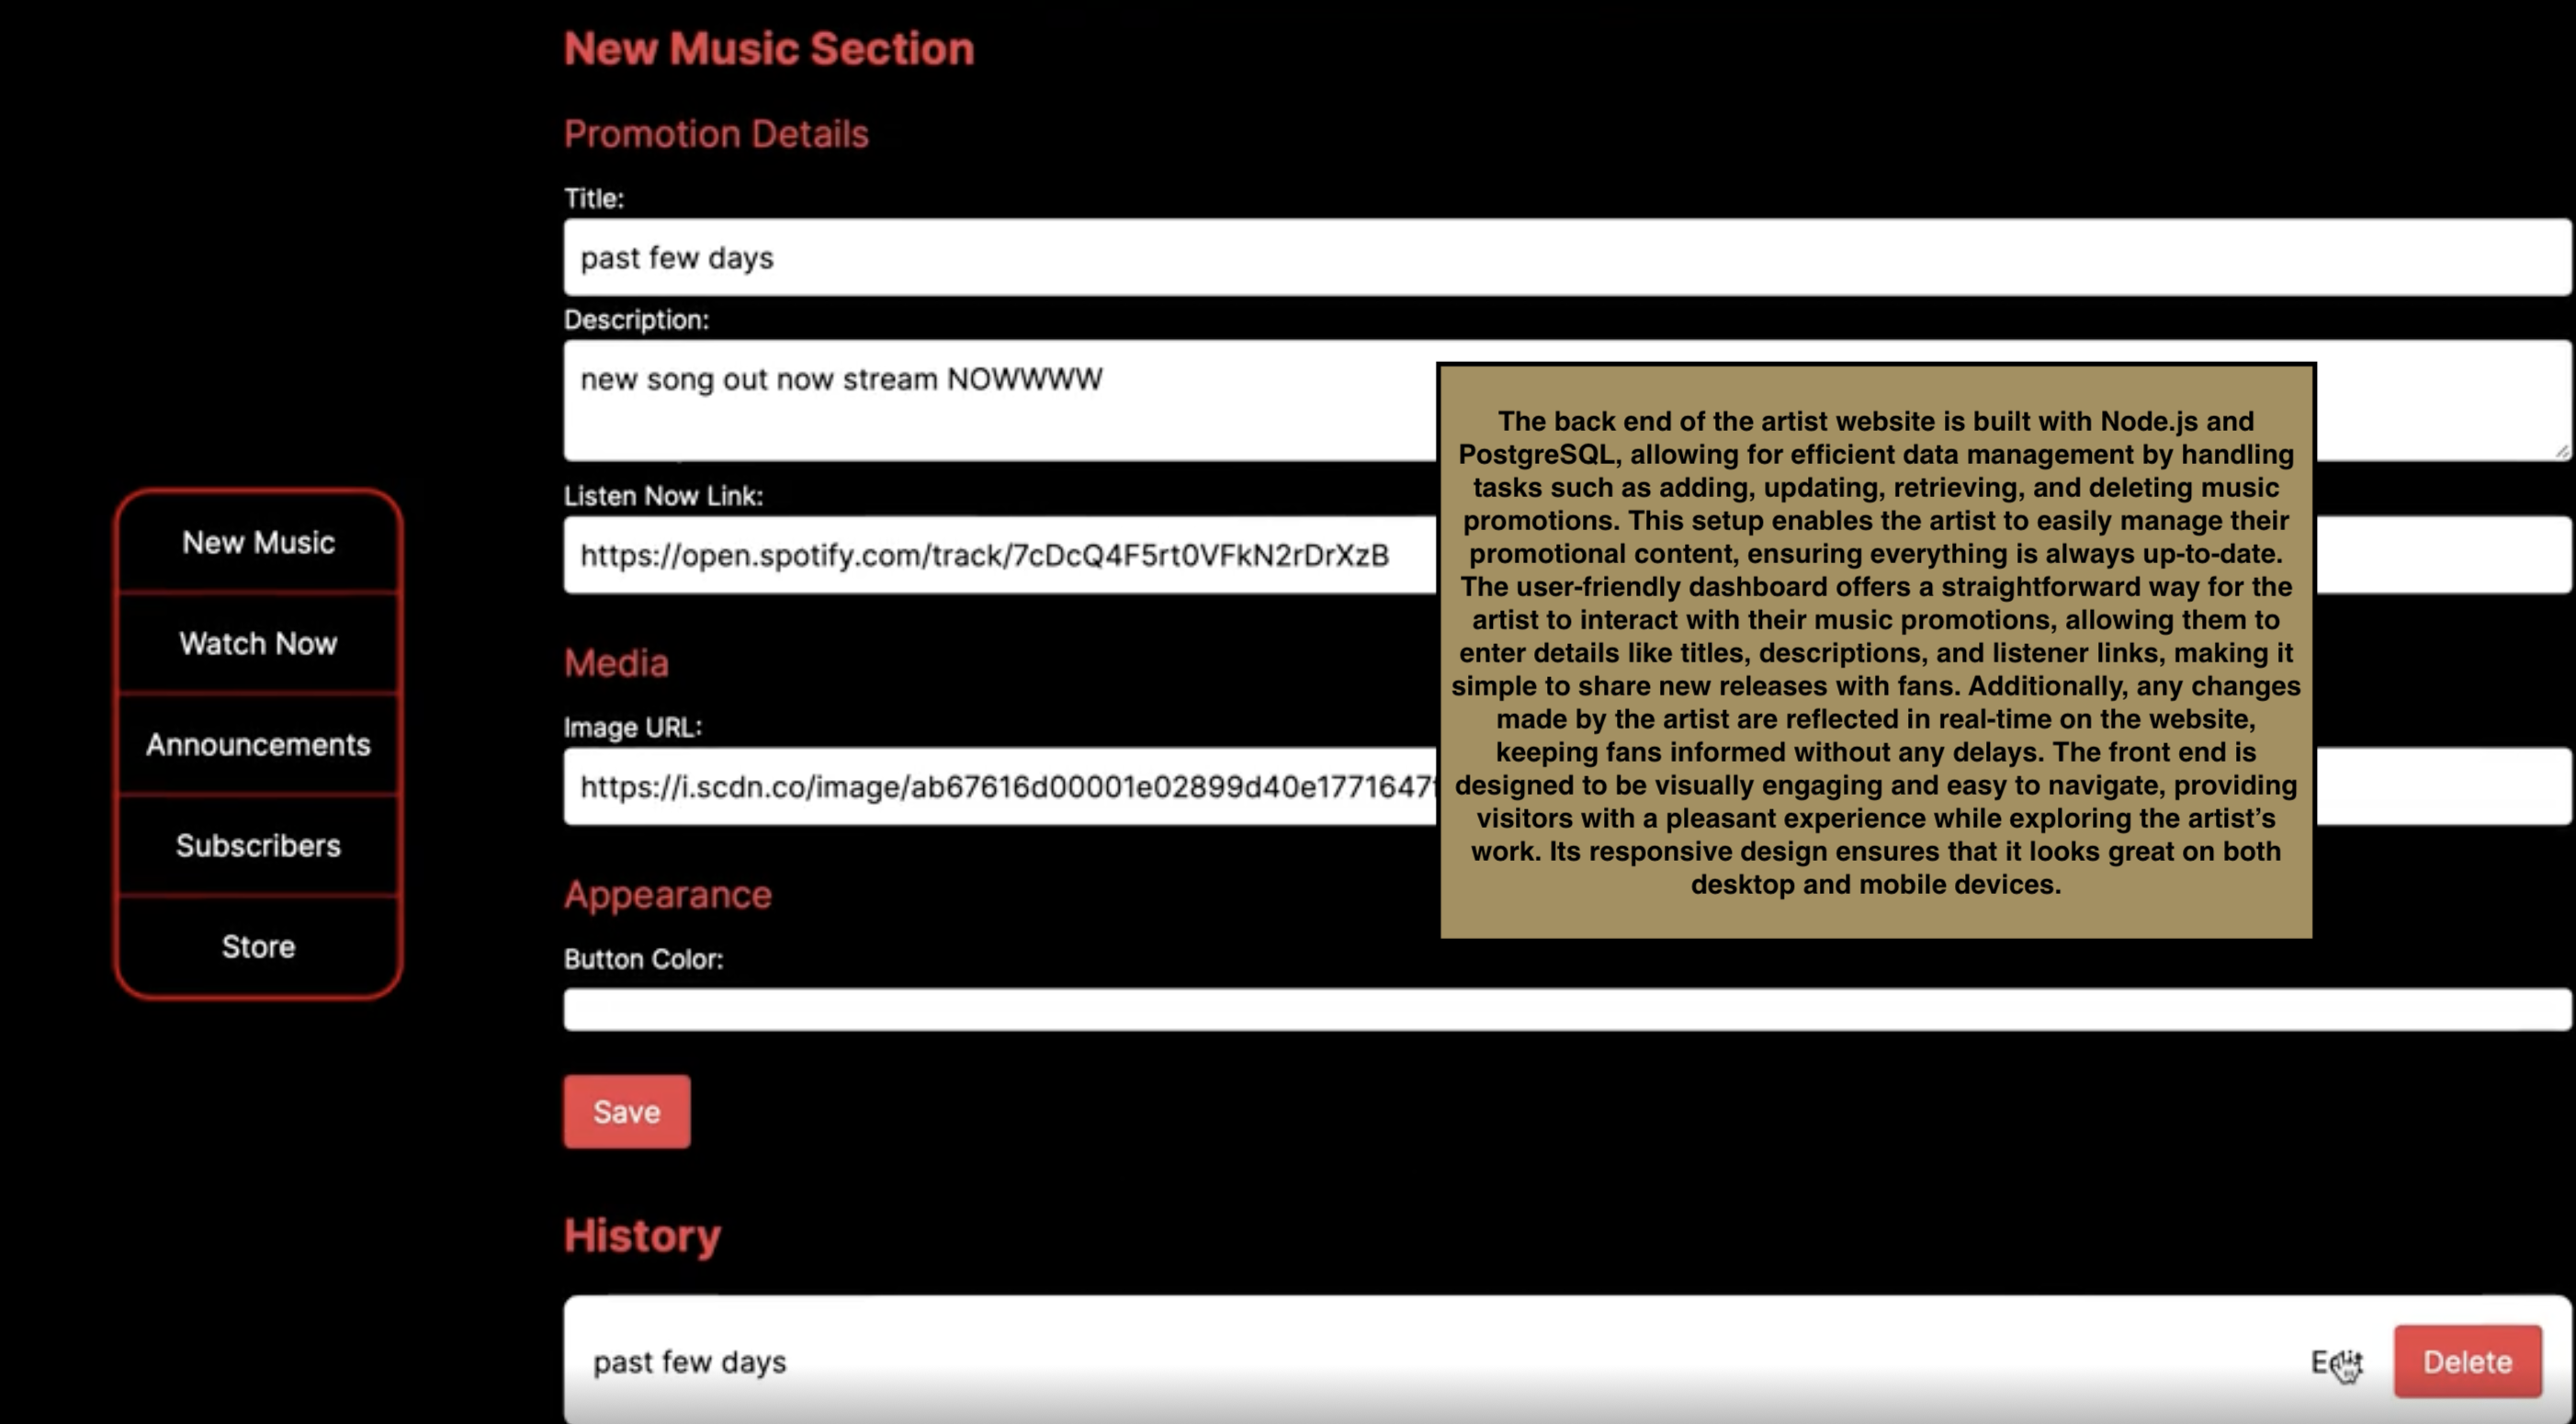 New Music Section
Promotion Details
Title:
past few days
Description:
new song out now stream NOWWWW
Listen Now Link:
https://open.spotify.com/track/7cDcQ4F5rt0VFkN2rDrXzB
Media
Image URL:
https://i.scdn.co/image/ab67616d00001e02899d40e1771647
Appearance
Button Color:
Save
History
past few days
Edit
Delete
New Music
Watch Now
Announcements
Subscribers
Store
The back end of the artist website is built with Node.js and
PostgreSQL, allowing for efficient data management by handling
tasks such as adding, updating, retrieving, and deleting music
promotions. This setup enables the artist to easily manage their
promotional content, ensuring everything is always up-to-date.
The user-friendly dashboard offers a straightforward way for the
artist to interact with their music promotions, allowing them to
enter details like titles, descriptions, and listener links, making it
simple to share new releases with fans. Additionally, any changes
made by the artist are reflected in real-time on the website,
keeping fans informed without any delays. The front end is
designed to be visually engaging and easy to navigate, providing
visitors with a pleasant experience while exploring the artist’s
work. Its responsive design ensures that it looks great on both
desktop and mobile devices.